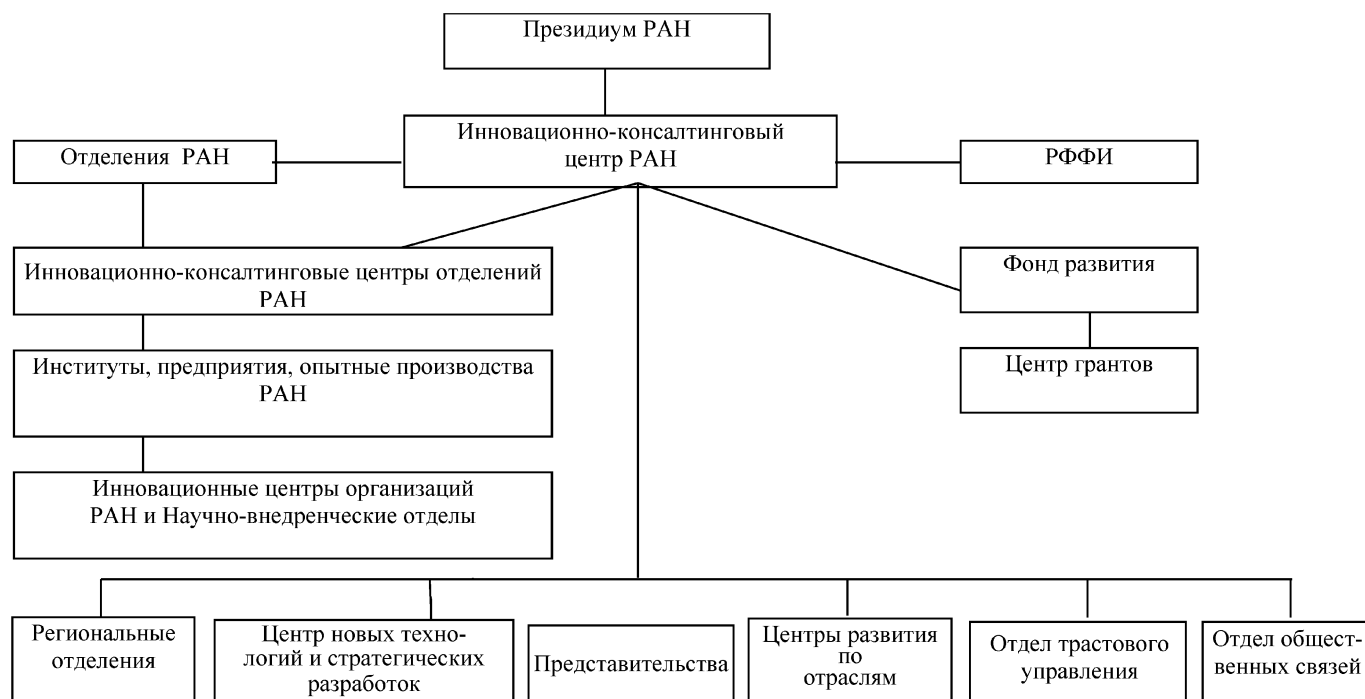 Президиум РАН
Инновационно-консалтинговый
центр РАН
Отделения РАН
РФФИ
Инновационно-консалтинговые центры отделений
РАН
Фонд развития
Институты, предприятия, опытные производства
РАН
Центр грантов
Инновационные центры организаций
РАН и Научно-внедренческие отделы
Региональные
отделения
Центр новых техно-
логий и стратегических
разработок
Представительства
Центры развития
по
отраслям
Отдел трастового
управления
Отдел общест-
венных связей